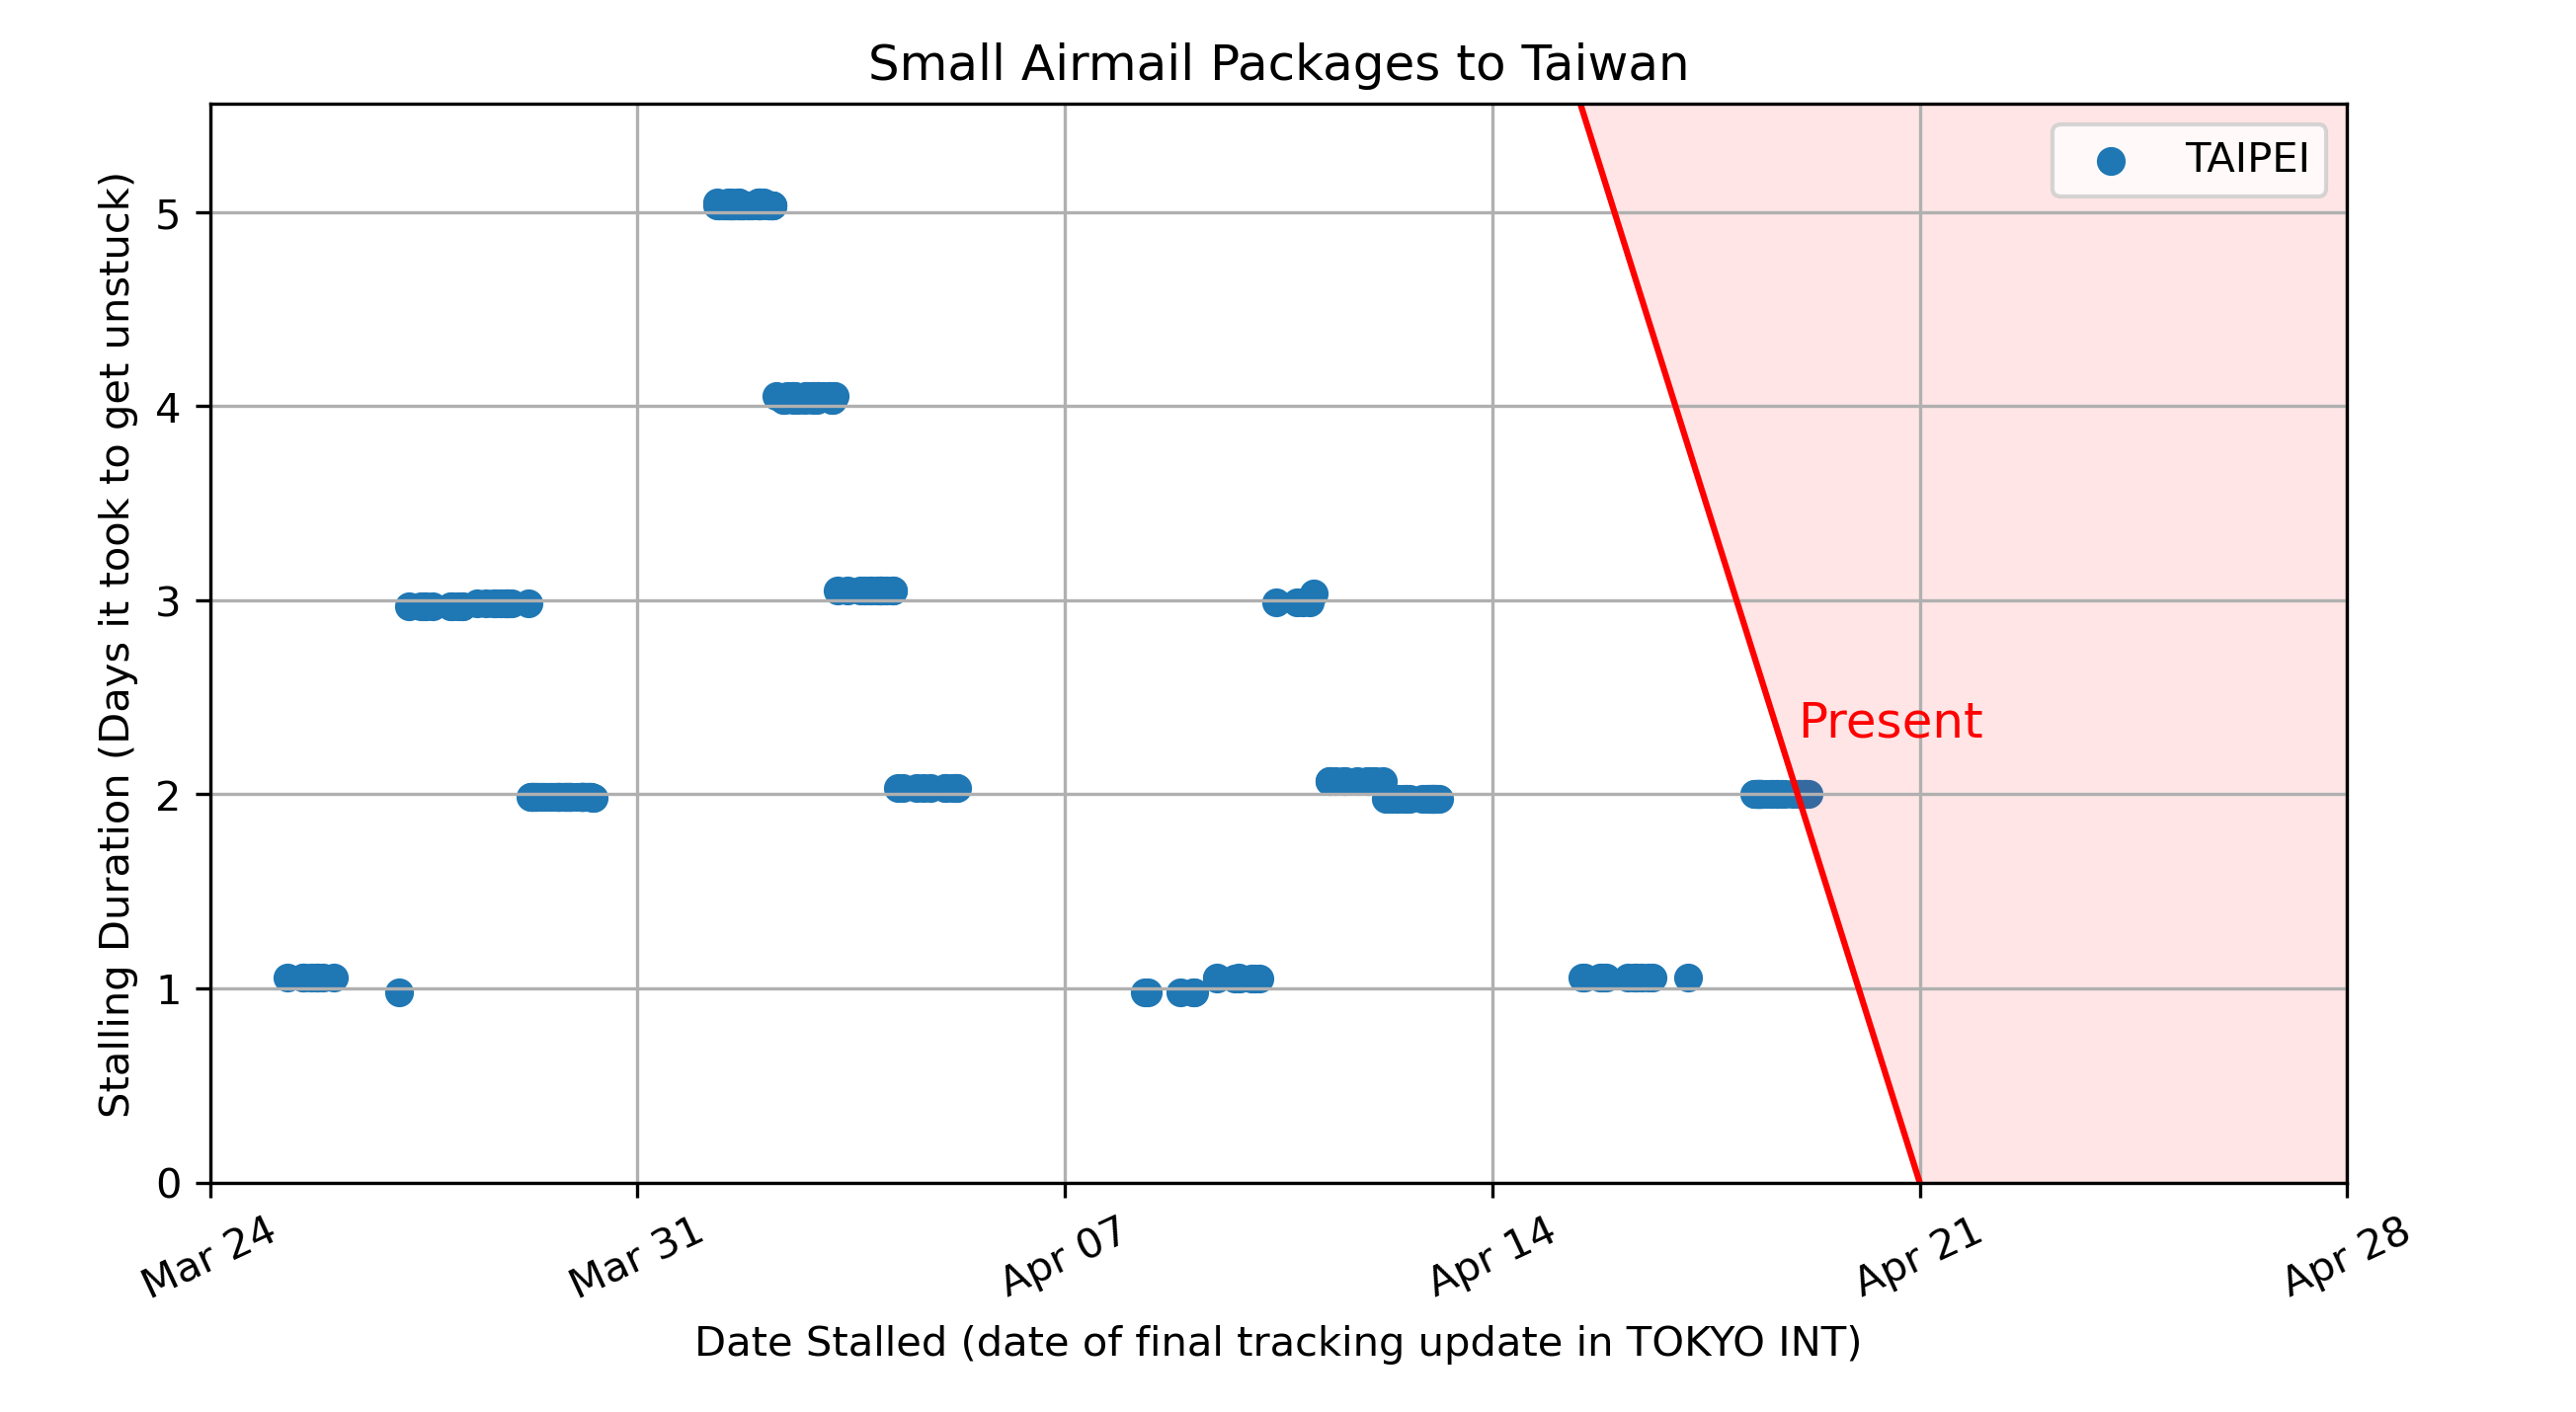 Small Airmail Packages to Taiwan
TAIPEI
Stalling Duration (Days it took to get unstuck)
5
4
3
2
1
0
Present
Mar 24
Mar 31
Apr 07
Apr 14
Apr 21
Apr 28
Date Stalled (date of final tracking update in TOKYO INT)